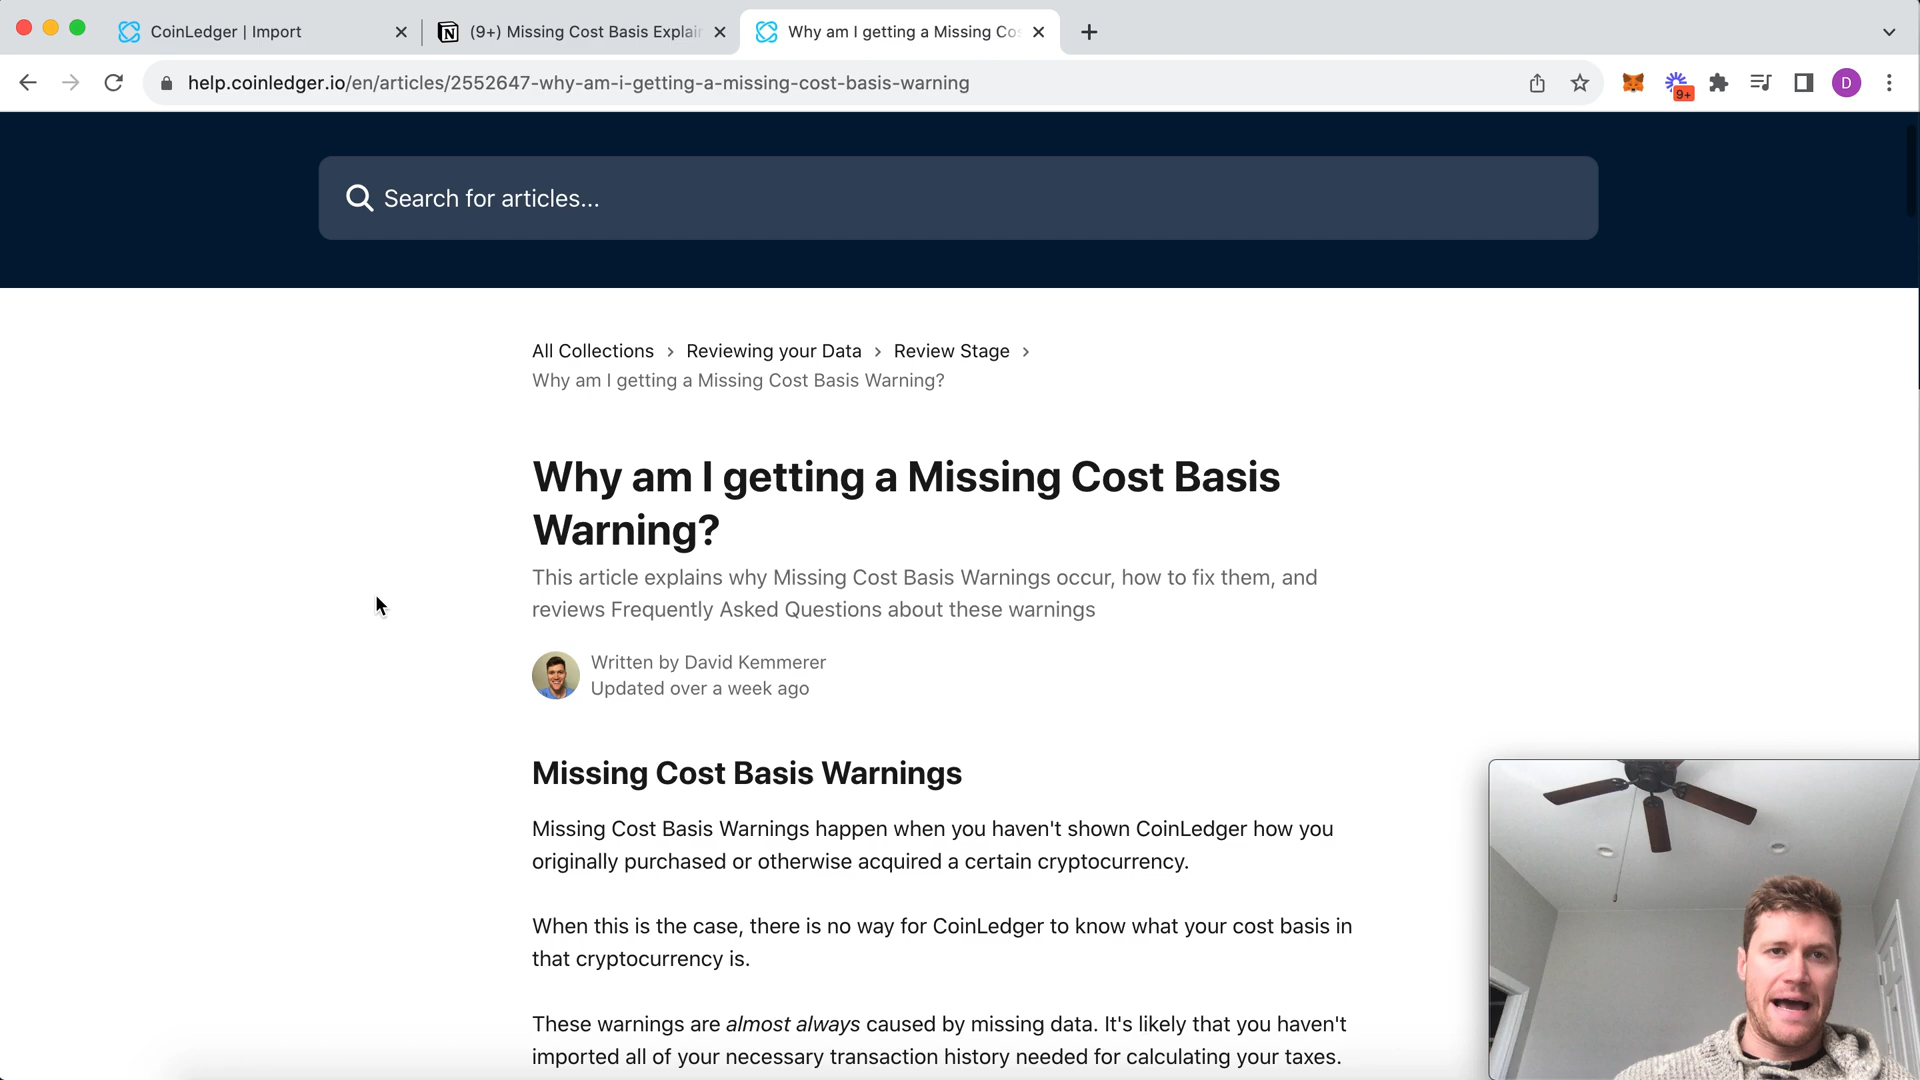 CoinLedger | Import
(9+) Missing Cost Basis Explai
Why am I getting a Missing Co
help.coinledger.io/en/articles/2552647-why-am-i-getting-a-missing-cost-basis-warning
9+
D
Search for articles...
All Collections > Reviewing your Data > Review Stage >
Why am I getting a Missing Cost Basis Warning?
Why am I getting a Missing Cost Basis
Warning?
This article explains why Missing Cost Basis Warnings occur, how to fix them, and
reviews Frequently Asked Questions about these warnings
Written by David Kemmerer
Updated over a week ago
Missing Cost Basis Warnings
Missing Cost Basis Warnings happen when you haven't shown CoinLedger how you
originally purchased or otherwise acquired a certain cryptocurrency.
When this is the case, there is no way for CoinLedger to know what your cost basis in
that cryptocurrency is.
These warnings are almost always caused by missing data. It's likely that you haven't
imported all of your necessary transaction history needed for calculating your taxes.